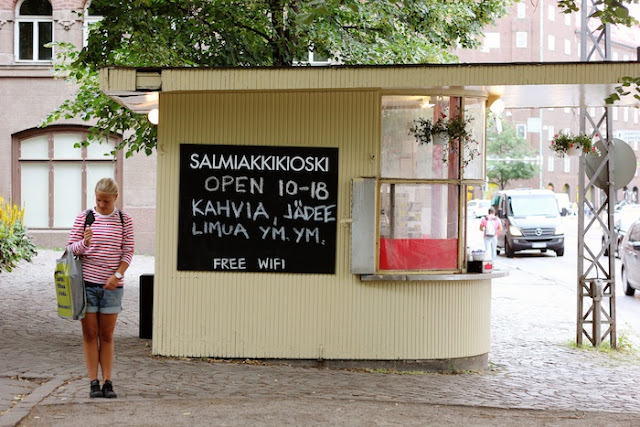 SALMIAKKIKIOSKI
OPEN 10-18
KAHVIA, JÄDEE
LIMUA YM. YM.
FREE WIFI